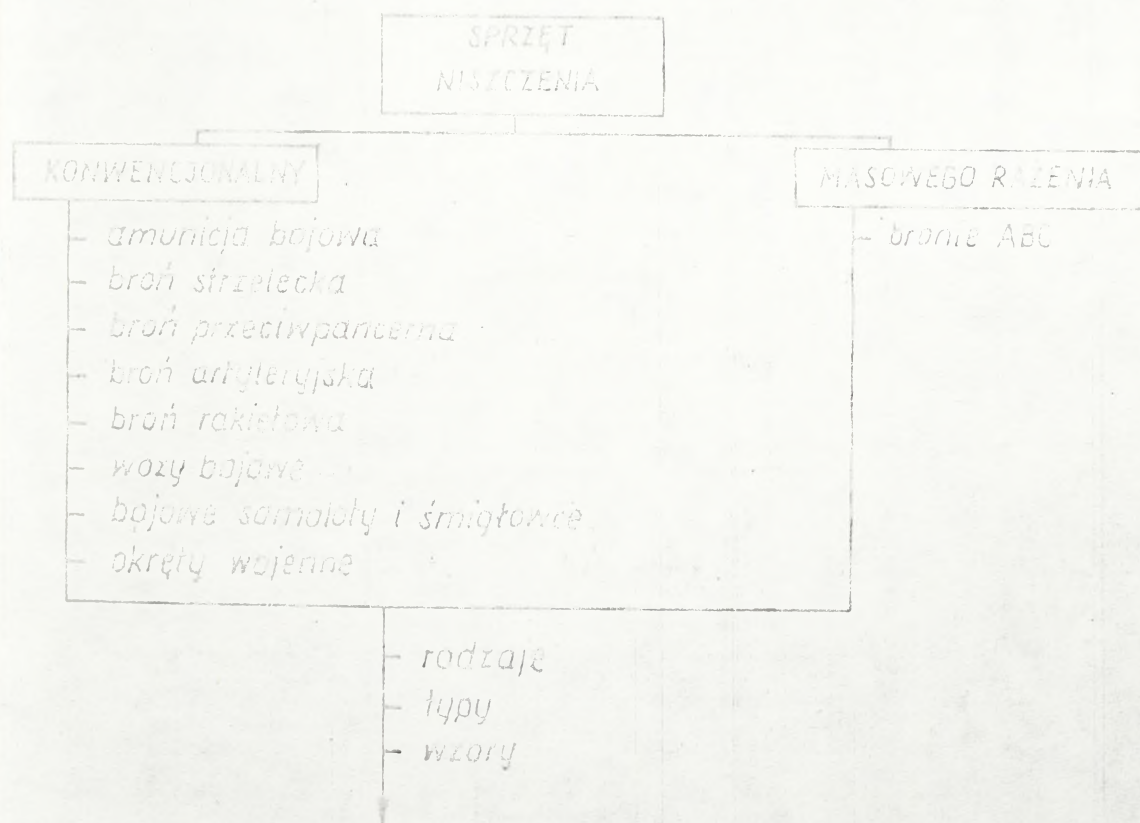 SPRZĘT
NISZCZENIA
KONWENCJONALNY
MASOWEGO RAŻENIA
- amunicja bojowa
- bronie ABC
- broń strzelecka
- broń przeciwpancerna
- broń artyleryjska
- broń rakietowa
- wozy bojowe
- bojowe samoloty i śmigłowce
- okręty wojenne
- rodzaje
- typy
- wzory